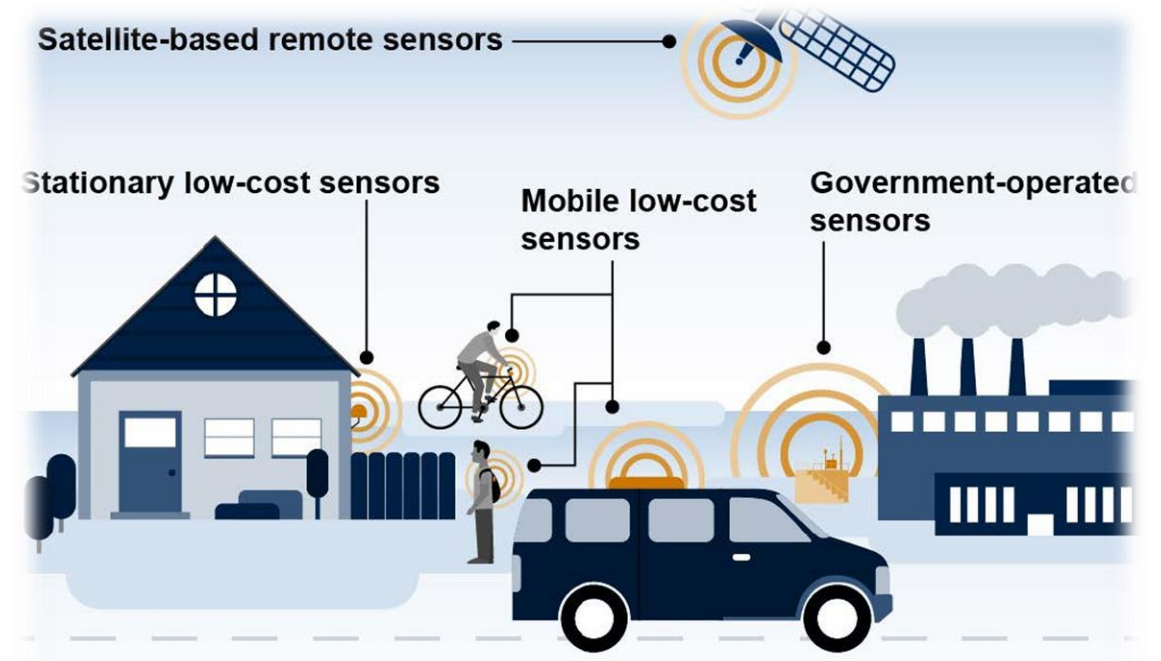 Satellite-based remote sensors
Stationary low-cost sensors
Mobile low-cost
sensors
Government-operated
sensors